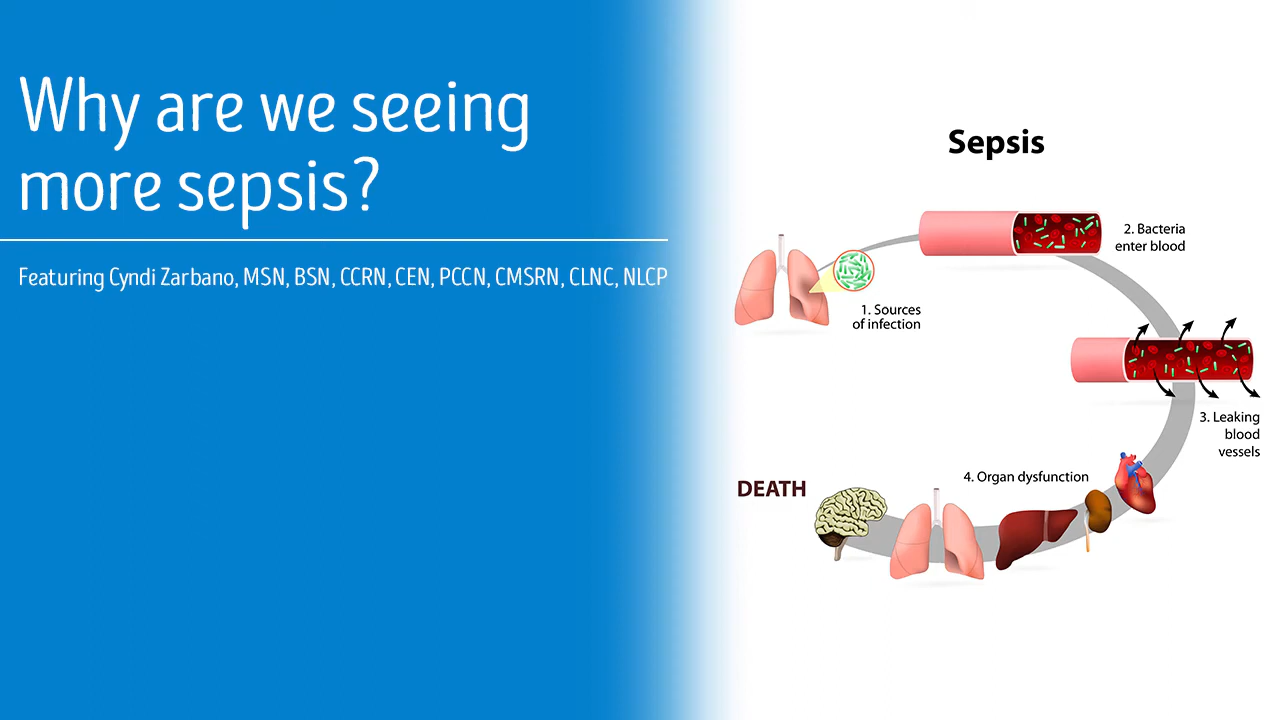 Why are we seeing
more sepsis?
Featuring Cyndi Zarbano, MSN, BSN, CCRN, CEN, PCCN, CMSRN, CLNC, NLCP
Sepsis
1. Sources
of infection
2. Bacteria
enter blood
3. Leaking
blood
vessels
4. Organ dysfunction
DEATH